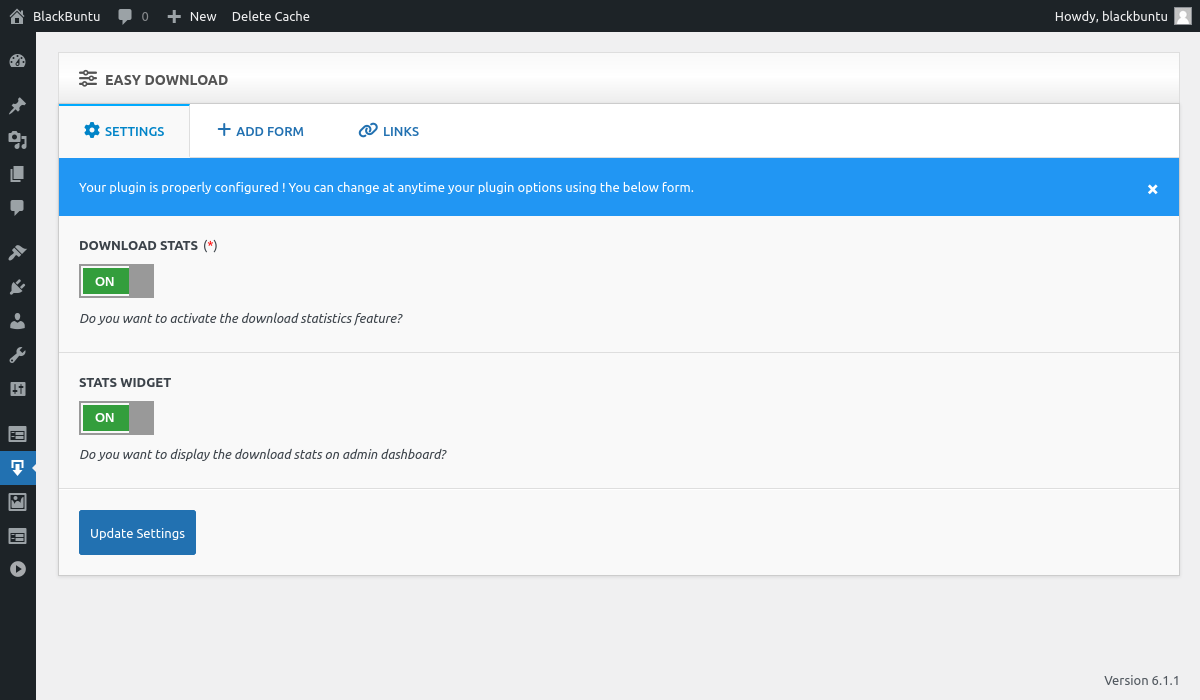 BlackBuntu 0 New Delete Cache Howdy, blackbuntu
EASY DOWNLOAD
SETTINGS ADD FORM LINKS
Your plugin is properly configured ! You can change at anytime your plugin options using the below form.
DOWNLOAD STATS (*)
ON
Do you want to activate the download statistics feature?
STATS WIDGET
ON
Do you want to display the download stats on admin dashboard?
Update Settings
Version 6.1.1